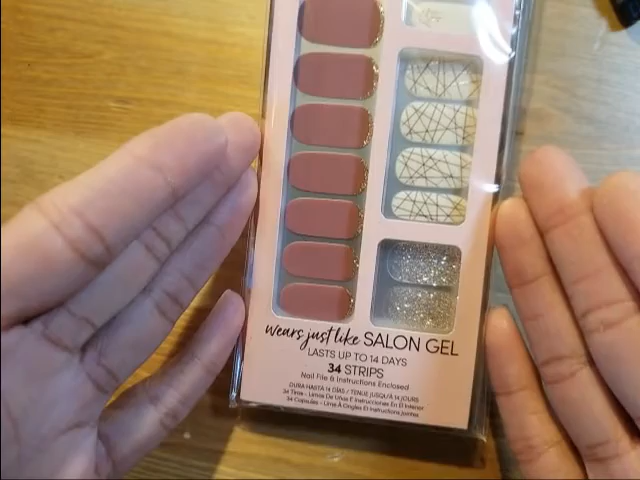 wears just like SALON GEL
LASTS UP TO 14 DAYS
34 STRIPS
Nail File & Instructions Enclosed
DURA HASTA 14 DÍAS / TENUE JUSQU'À 14 JOURS
34 Tiras - Limas De Uñas E Instrucciones En El Interior
34 Capsules - Lime À Ongles Et Instructions Jointes